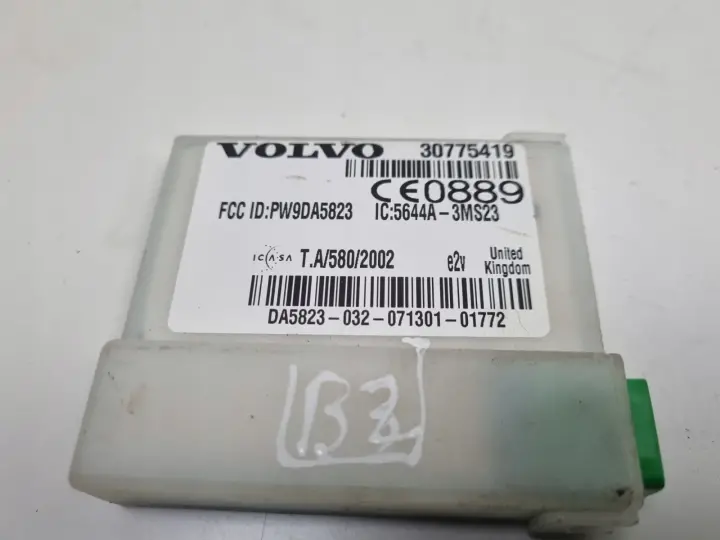 VOLVO 30775419
CE0889
FCC ID:PW9DA5823 IC:5644A-3MS23
ICASA T.A/580/2002 e2v United Kingdom
DA5823-032-071301-01772
B2